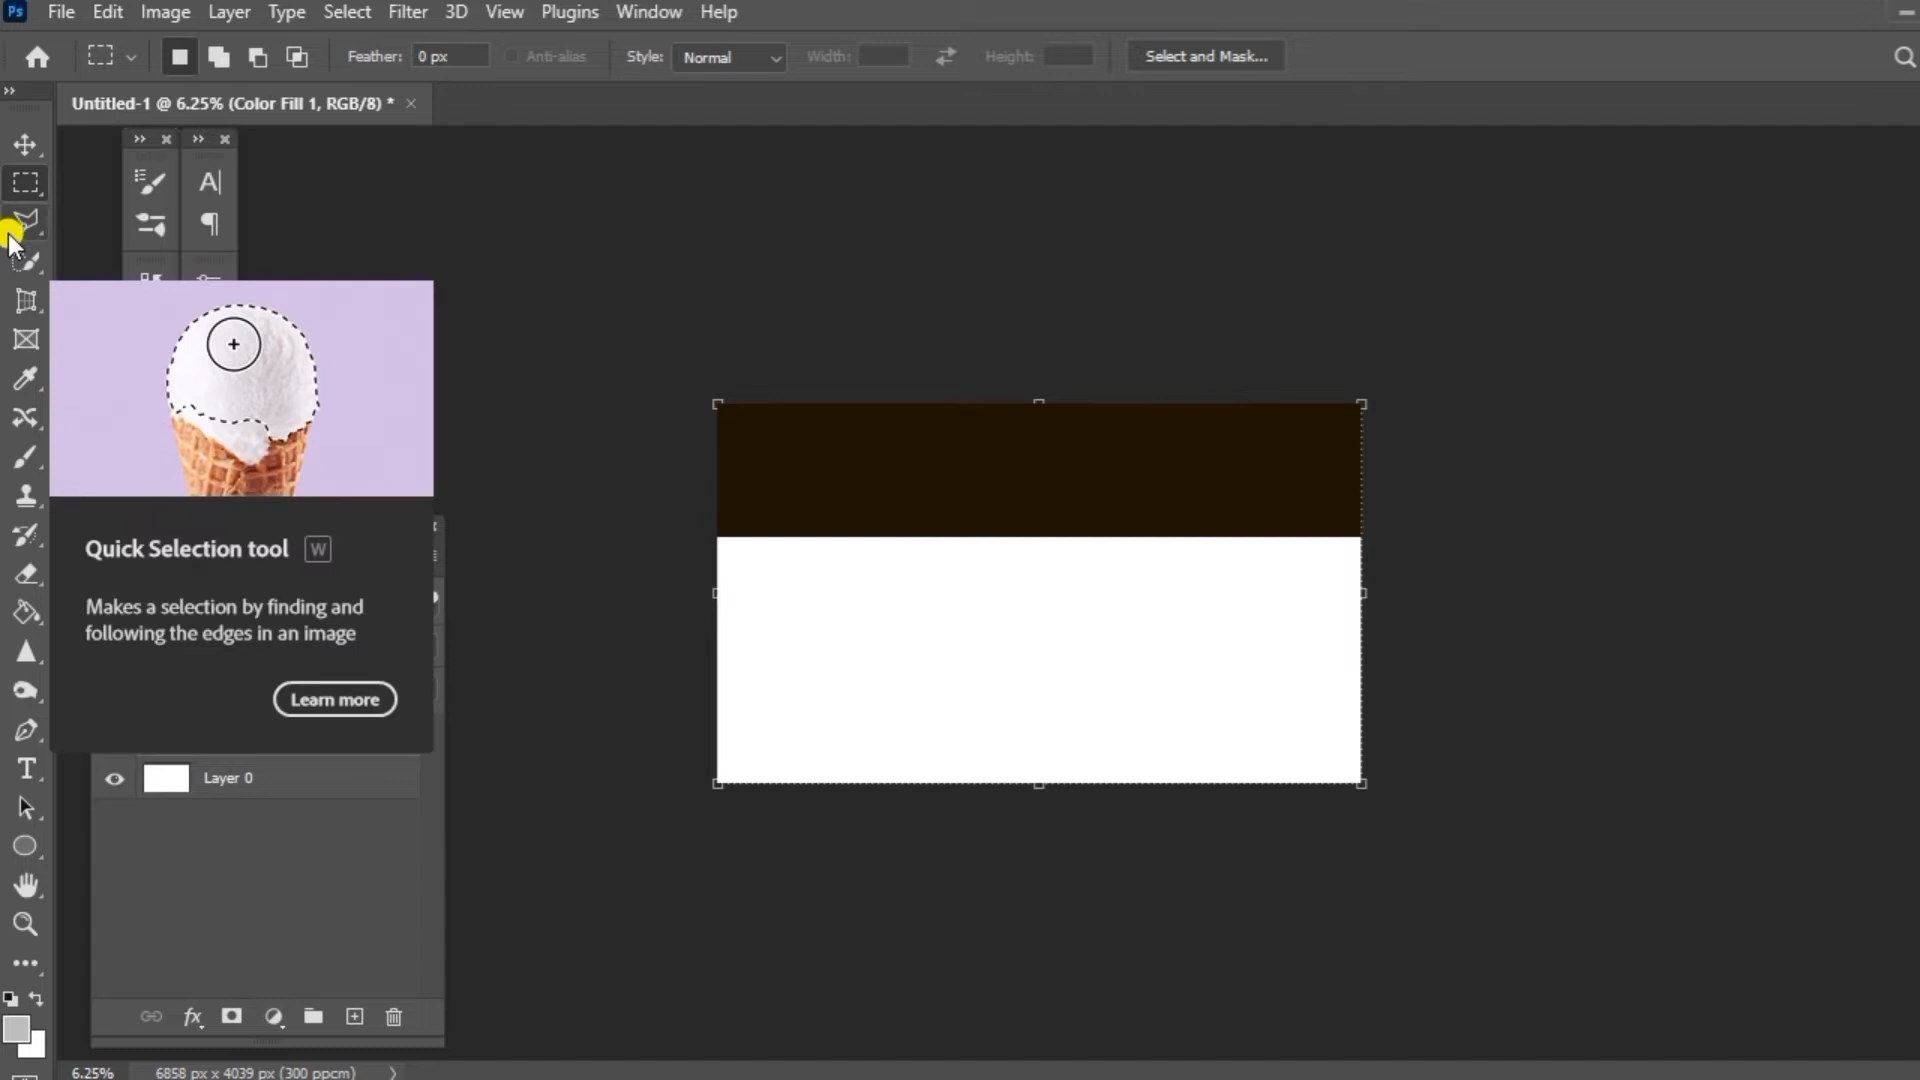 Ps File Edit Image Layer Type Select Filter 3D View Plugins Window Help
Feather: 0 px Anti-alias Style: Normal Width: Height: Select and Mask...
Untitled-1 @ 6.25% (Color Fill 1, RGB/8) *
Quick Selection tool W
Makes a selection by finding and
following the edges in an image
Learn more
Layer 0
6.25% 6858 px x 4039 px (300 ppcm)